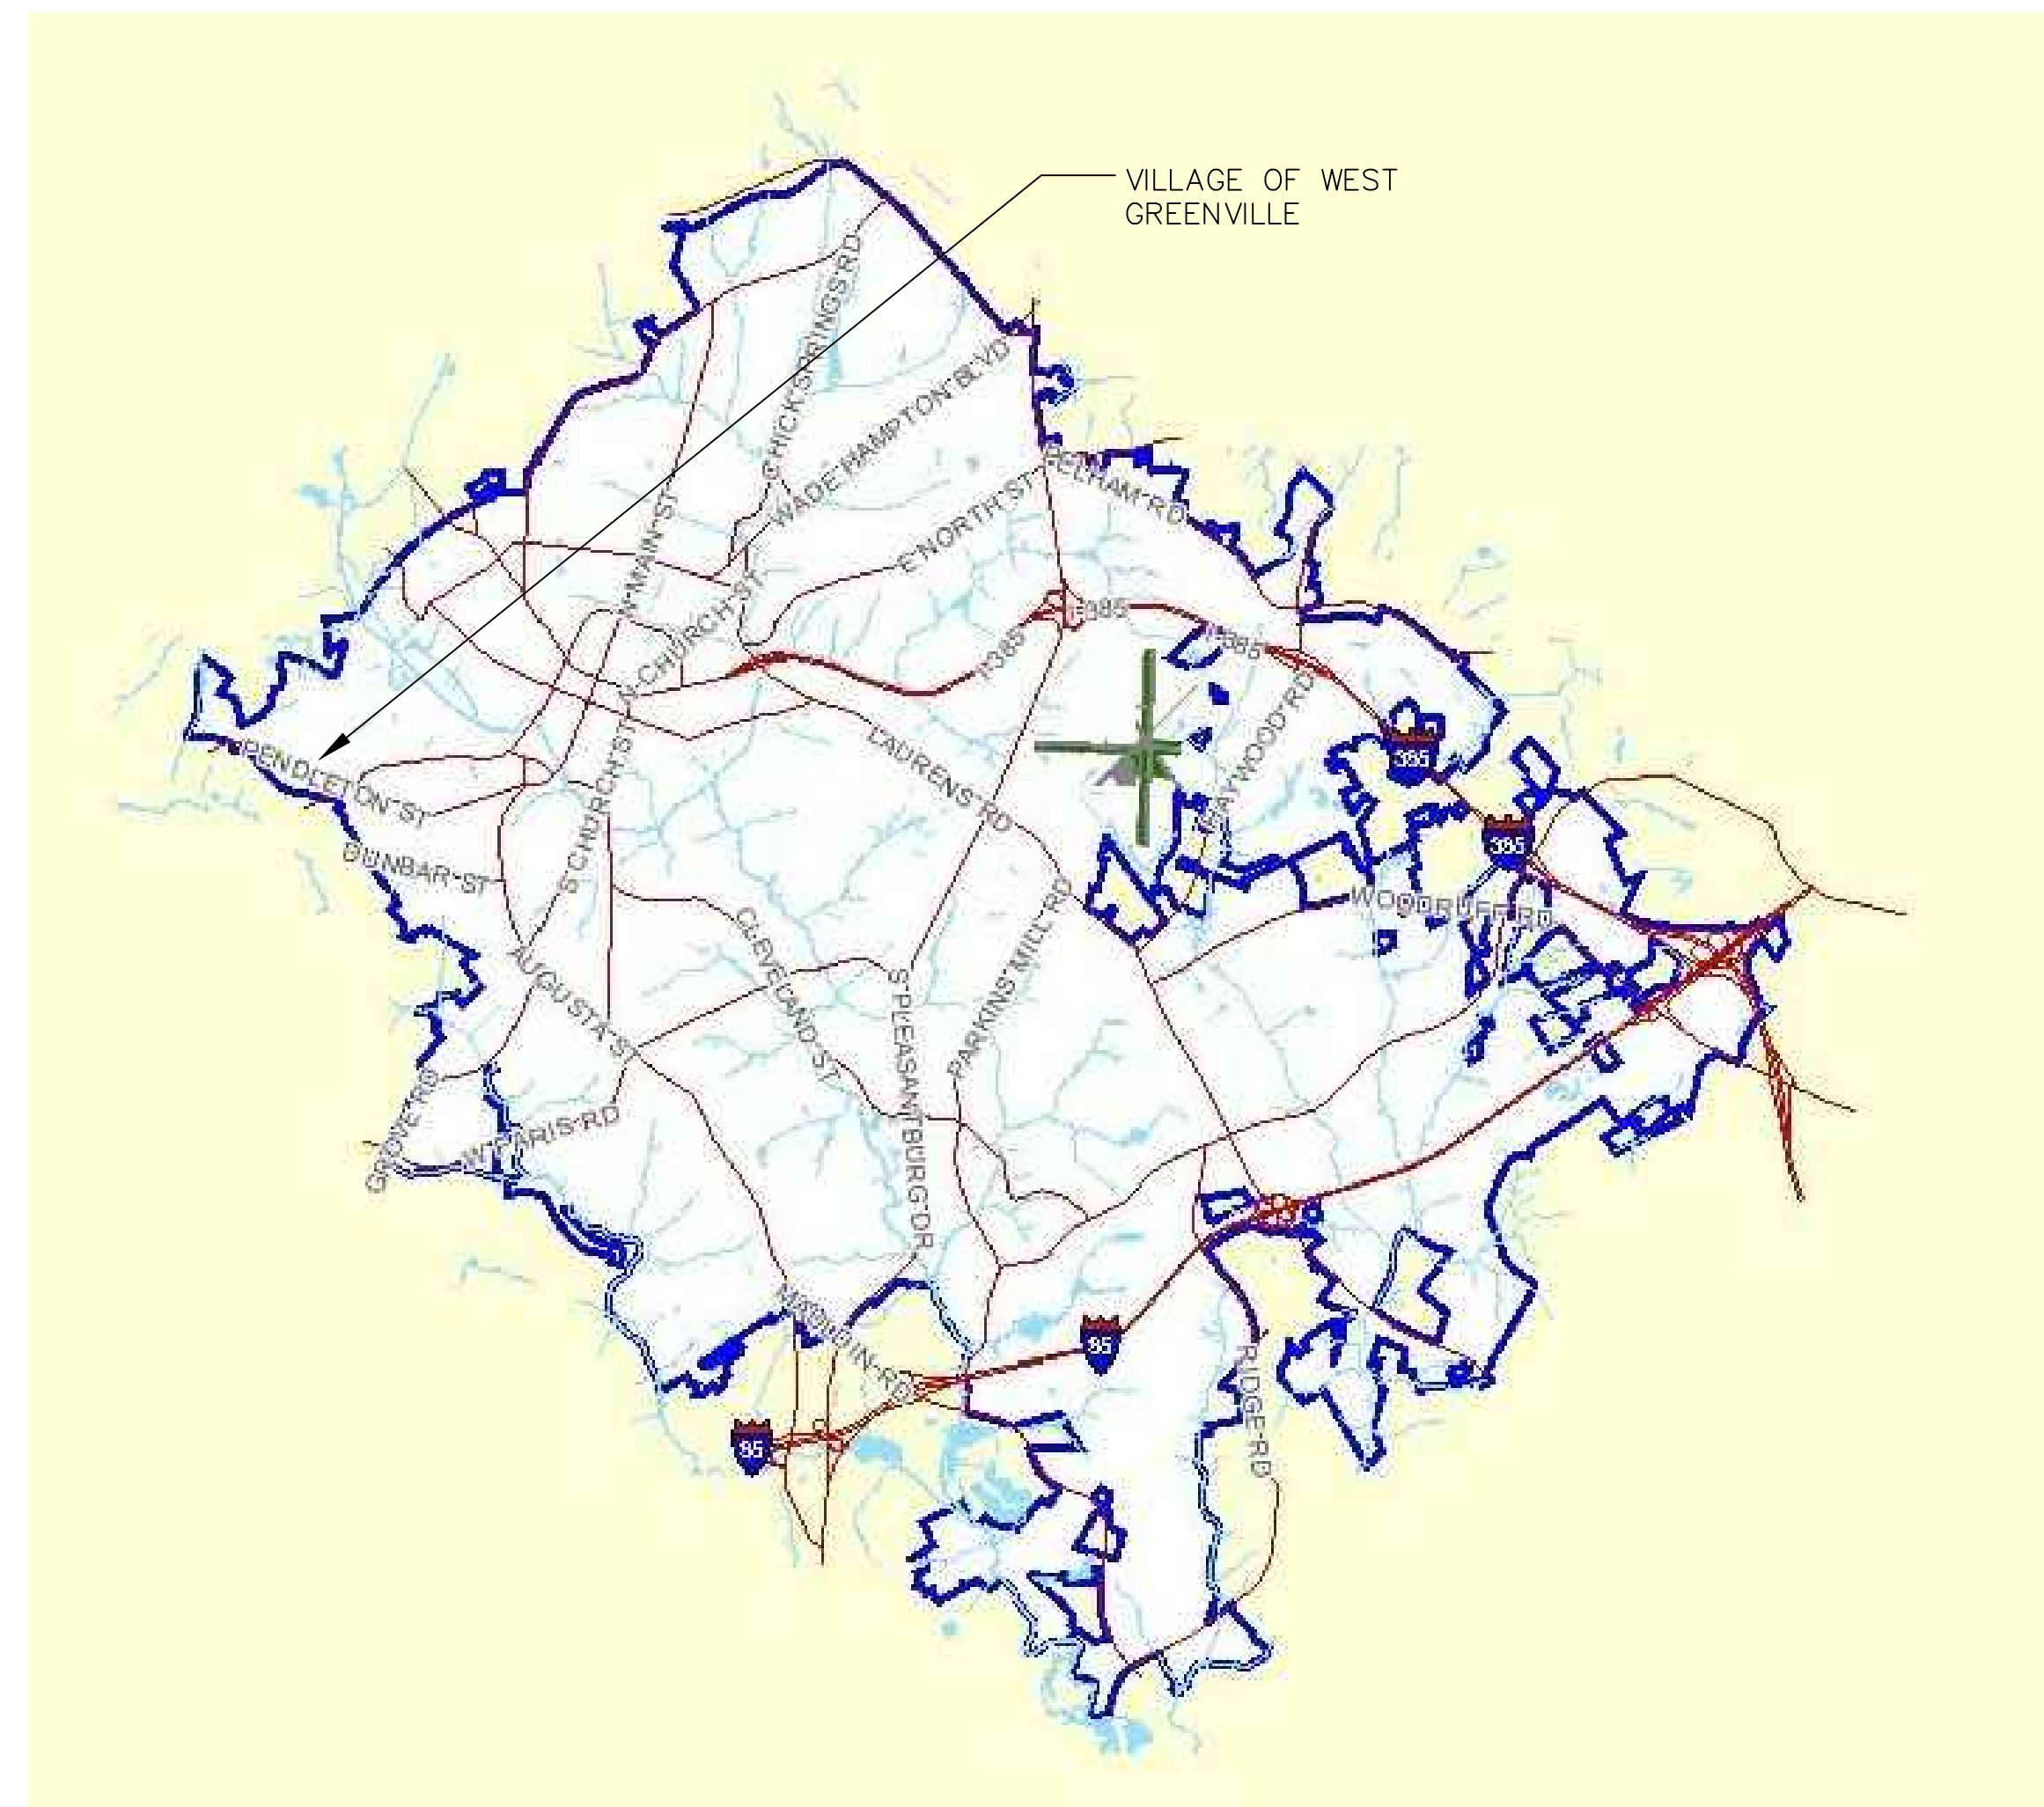 VILLAGE OF WEST
GREENVILLE
CHICK SPRINGS RD
WADE HAMPTON BLVD
PELHAM RD
E NORTH ST
N MAIN ST
N CHURCH ST
I 385
I 385
I 385
HAYWOOD RD
PENDLETON ST
LAURENS RD
385
385
S CHURCH ST
DUNBAR ST
WOODRUFF RD
CLEVELAND ST
PARKINS MILL RD
AUGUSTA ST
S PLEASANTBURG DR
GROVE RD
W FARIS RD
MAULDIN RD
85
RIDGE RD
85